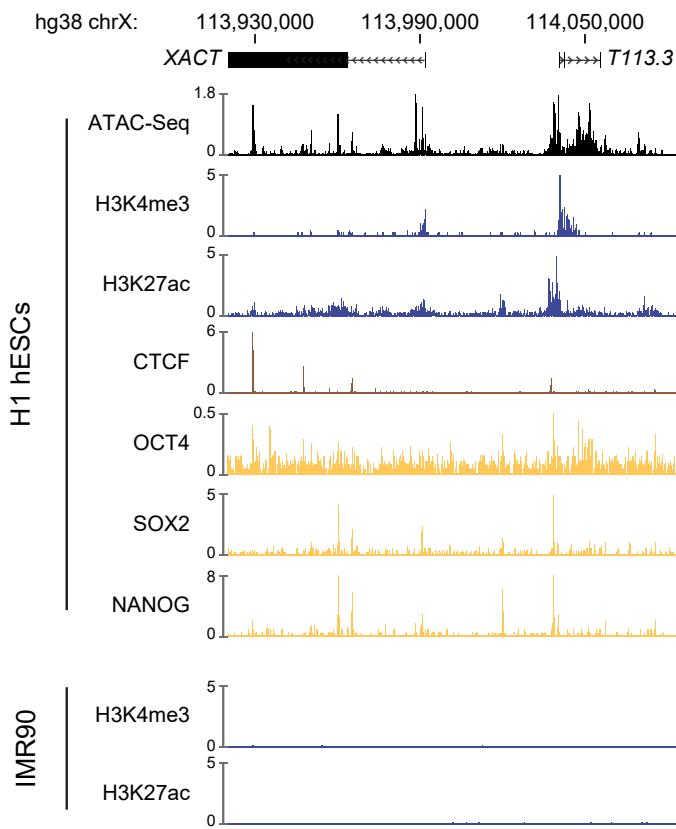 hg38 chrX: 113,930,000 113,990,000 114,050,000
XACT T113.3
H1 hESCs
ATAC-Seq 1.8 0
H3K4me3 5 0
H3K27ac 5 0
CTCF 6 0
OCT4 0.5 0
SOX2 5 0
NANOG 8 0
IMR90
H3K4me3 5 0
H3K27ac 5 0